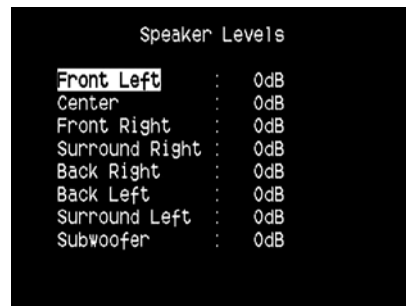 Speaker Levels
Front Left : 0dB
Center : 0dB
Front Right : 0dB
Surround Right : 0dB
Back Right : 0dB
Back Left : 0dB
Surround Left : 0dB
Subwoofer : 0dB